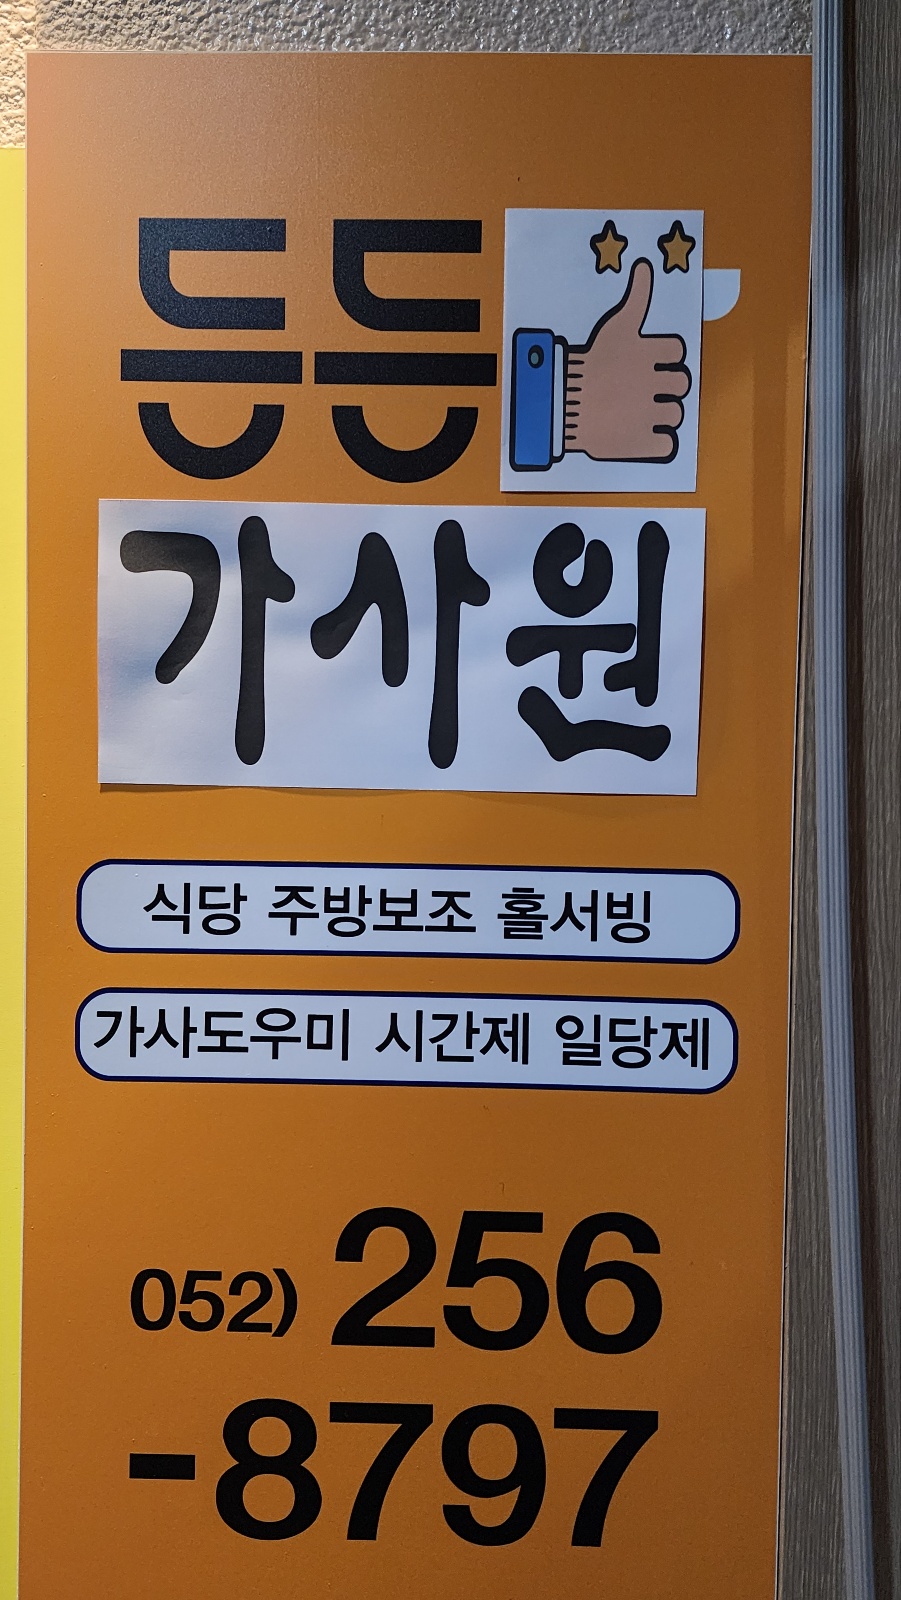 든든
가사원
식당 주방보조 홀서빙
가사도우미 시간제 일당제
052) 256
-8797